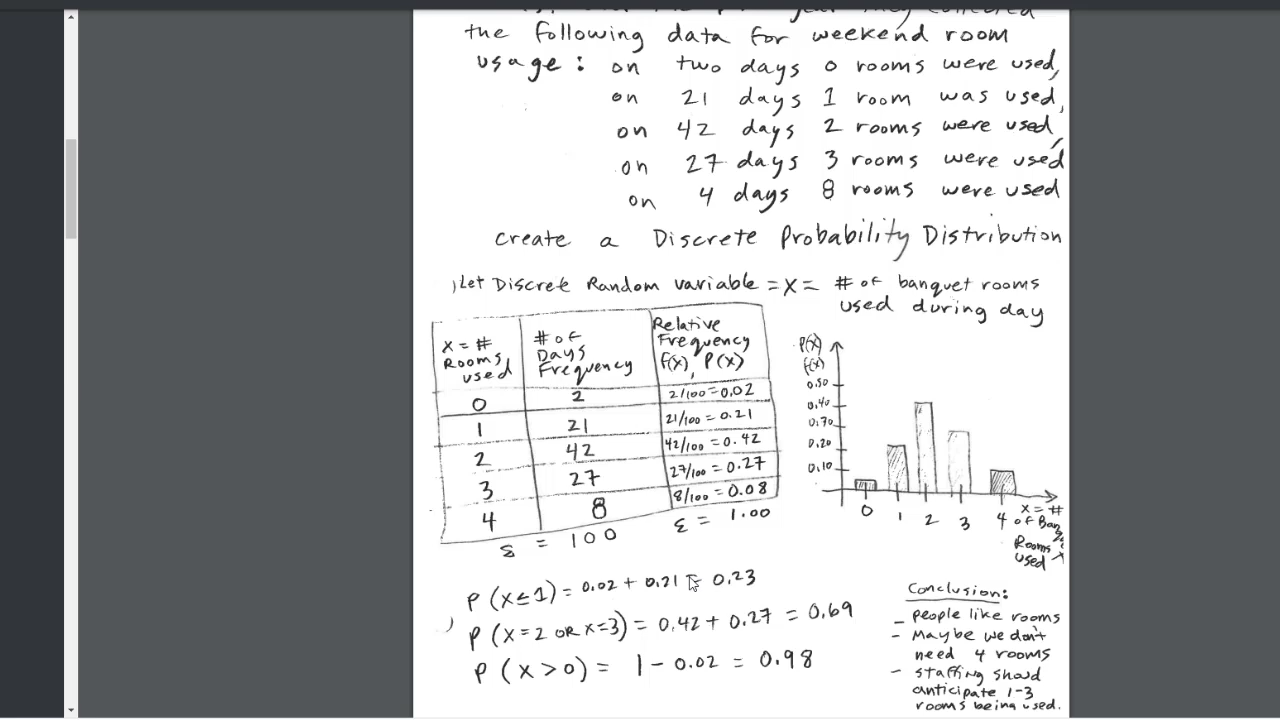 the following data for weekend room
usage: on two days 0 rooms were used,
on 21 days 1 room was used,
on 42 days 2 rooms were used,
on 27 days 3 rooms were used
on 4 days 8 rooms were used
Create a Discrete Probability Distribution
Let Discrete Random variable = X = # of banquet rooms
used during day
X = # Rooms used
# of Days Frequency
Relative Frequency f(x), P(x)
0 2 2/100 = 0.02
1 21 21/100 = 0.21
2 42 42/100 = 0.42
3 27 27/100 = 0.27
4 8 8/100 = 0.08
Σ = 100 Σ = 1.00
P(x)
f(x)
0.50
0.40
0.70
0.20
0.10
0 1 2 3 4
X = #
of Ban
Rooms
used
P(X≤1) = 0.02 + 0.21 = 0.23
P(X=2 OR X=3) = 0.42 + 0.27 = 0.69
P(X>0) = 1 - 0.02 = 0.98
Conclusion:
- People like rooms
- Maybe we don't
need 4 rooms
- staffing should
anticipate 1-3
rooms being used.